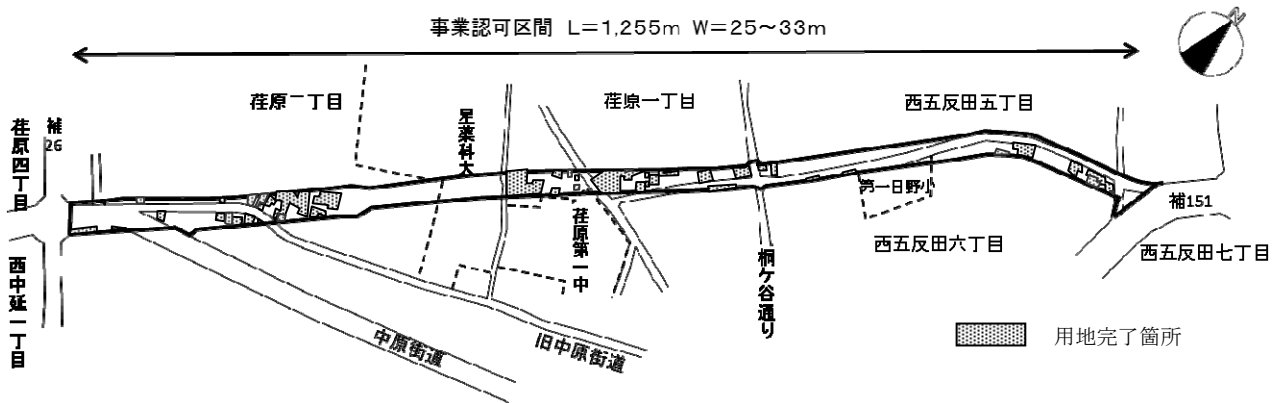 事業認可区間 L=1,255m W=25~33m
N
荏原二丁目
荏原一丁目
西五反田五丁目
荏原四丁目
補
26
星薬科大
第一日野小
補151
荏原第一中
西五反田六丁目
西五反田七丁目
桐ケ谷通り
西中延一丁目
中原街道
旧中原街道
用地完了箇所